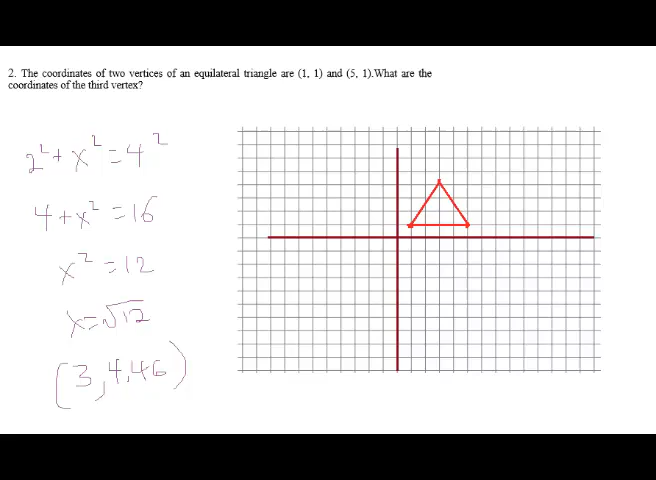 2. The coordinates of two vertices of an equilateral triangle are (1, 1) and (5, 1).What are the
coordinates of the third vertex?
2² + x² = 4²
4 + x² = 16
x² = 12
x = √12
(3, 4.46)